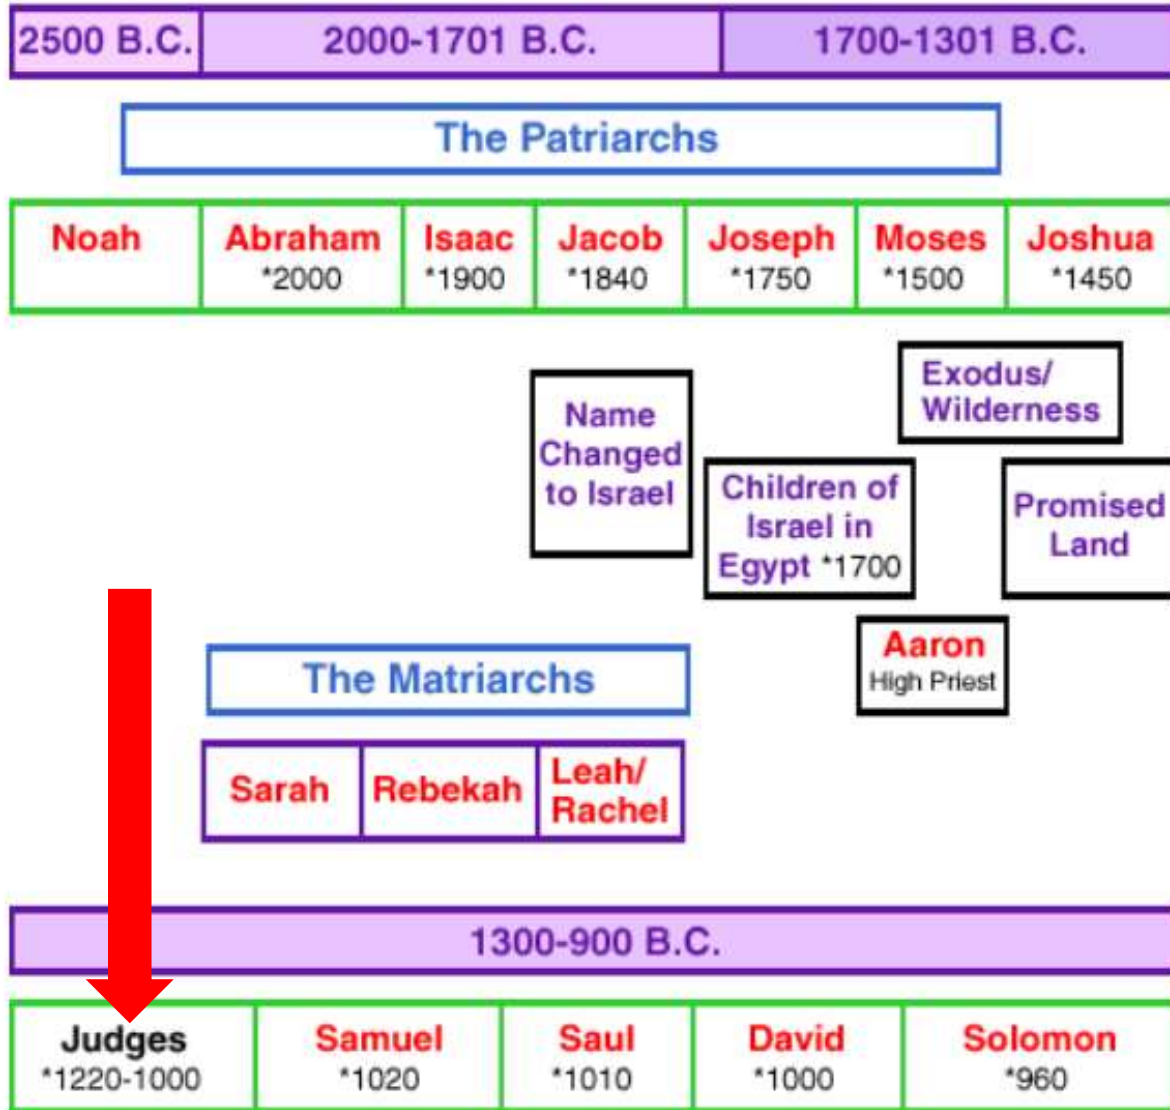 2500 B.C.
2000-1701 B.C.
1700-1301 B.C.
The Patriarchs
Noah
Abraham
*2000
Isaac
*1900
Jacob
*1840
Joseph
*1750
Moses
*1500
Joshua
*1450
Name
Changed
to Israel
Exodus/
Wilderness
Children of
Israel in
Egypt *1700
Promised
Land
Aaron
High Priest
The Matriarchs
Sarah
Rebekah
Leah/
Rachel
1300-900 B.C.
Judges
*1220-1000
Samuel
*1020
Saul
*1010
David
*1000
Solomon
*960